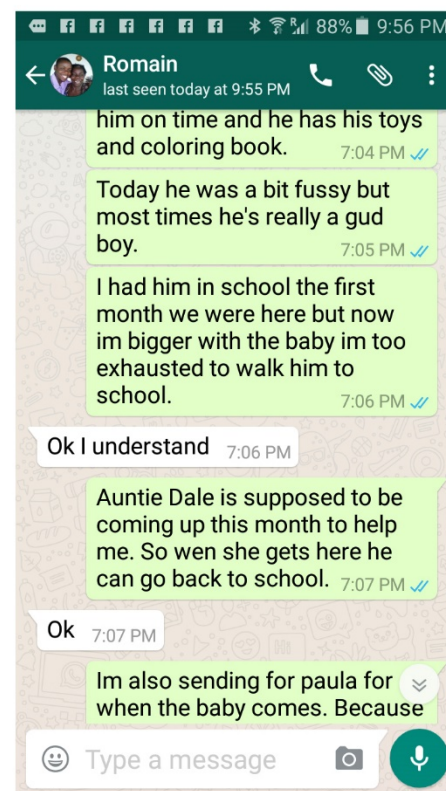 88% 9:56 PM
Romain
last seen today at 9:55 PM
him on time and he has his toys
and coloring book. 7:04 PM
Today he was a bit fussy but
most times he's really a gud
boy. 7:05 PM
I had him in school the first
month we were here but now
im bigger with the baby im too
exhausted to walk him to
school. 7:06 PM
Ok I understand 7:06 PM
Auntie Dale is supposed to be
coming up this month to help
me. So wen she gets here he
can go back to school. 7:07 PM
Ok 7:07 PM
Im also sending for paula for
when the baby comes. Because
Type a message